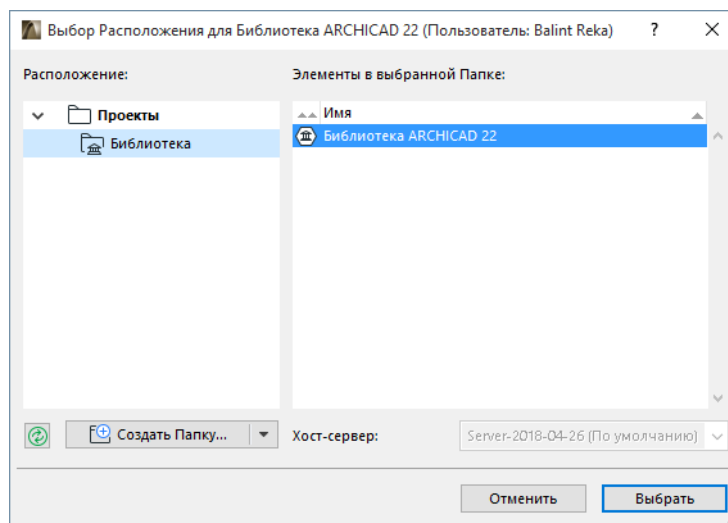 Выбор Расположения для Библиотека ARCHICAD 22 (Пользователь: Balint Reka)
?
Расположение:
Элементы в выбранной Папке:
Проекты
Библиотека
Имя
Библиотека ARCHICAD 22
Создать Папку...
Хост-сервер:
Server-2018-04-26 (По умолчанию)
Отменить
Выбрать